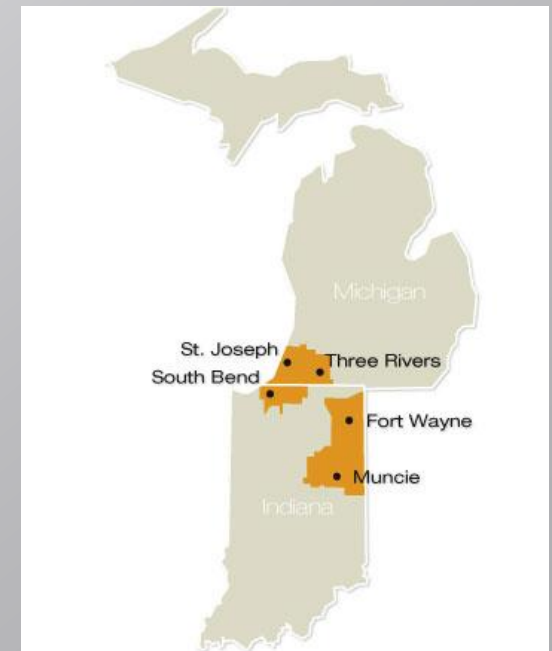 Michigan
St. Joseph
Three Rivers
South Bend
Fort Wayne
Muncie
Indiana